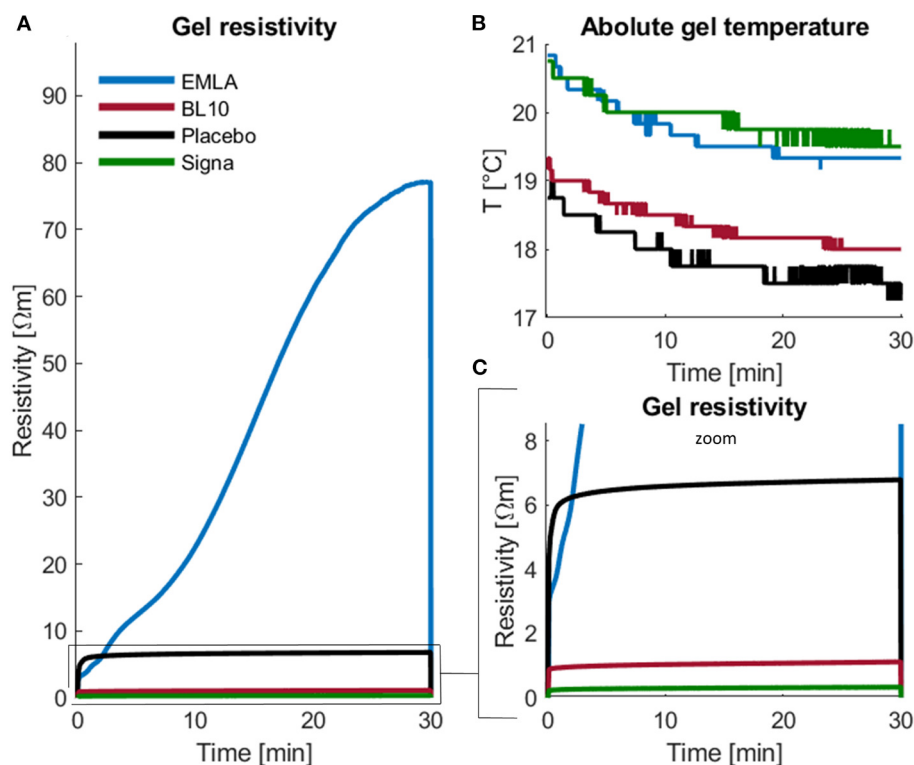 A
Gel resistivity
EMLA
BL10
Placebo
Signa
90
80
70
60
50
40
30
20
10
0
Resistivity [Ωm]
0 10 20 30
Time [min]
B
Abolute gel temperature
21
20
19
18
17
T [°C]
0 10 20 30
Time [min]
C
Gel resistivity
zoom
8
6
4
2
0
Resistivity [Ωm]
0 10 20 30
Time [min]